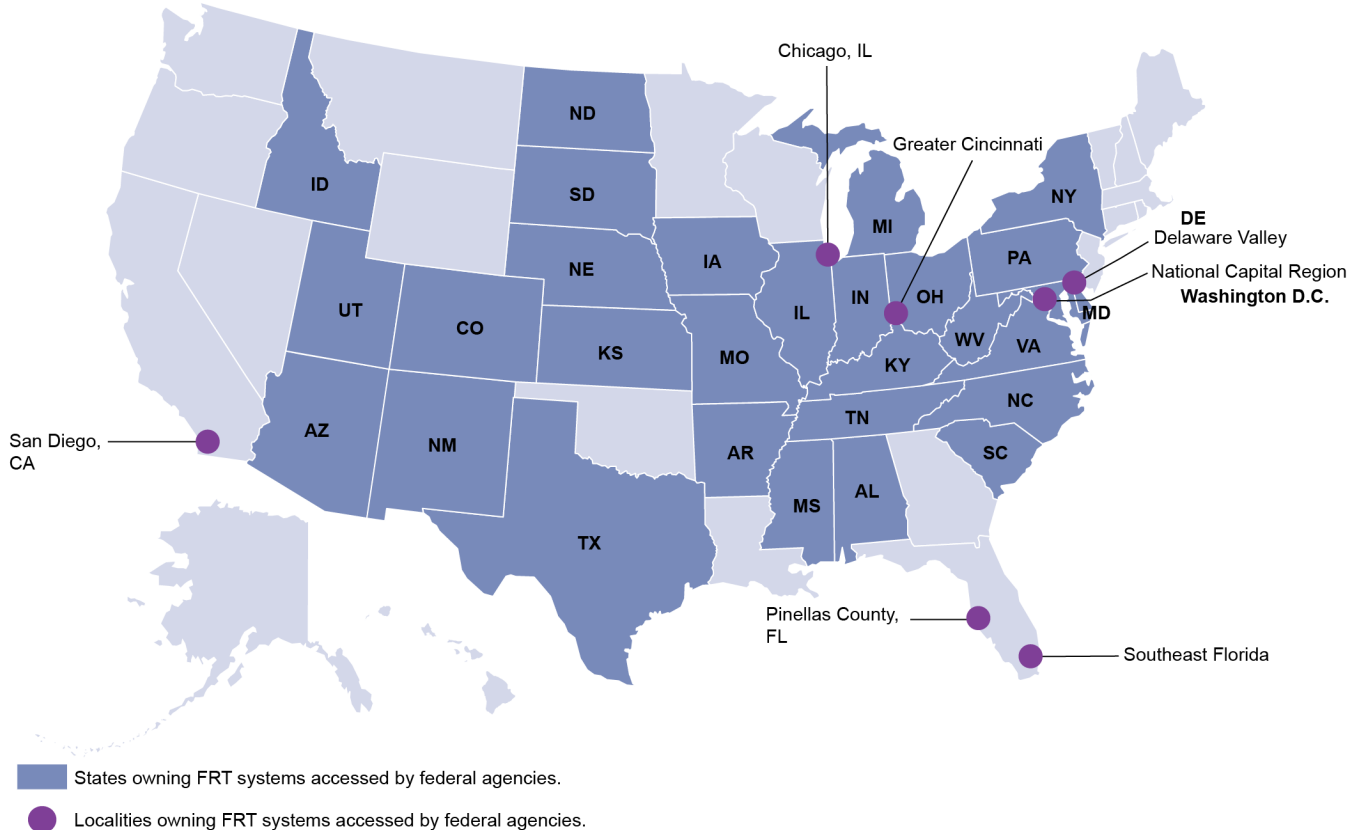 Chicago, IL
Greater Cincinnati
ND
ID
SD
NY
MI
DE
Delaware Valley
PA
IA
NE
National Capital Region
Washington D.C.
IN
OH
UT
IL
MD
CO
WV
VA
KS
MO
KY
NC
TN
AZ
San Diego,
CA
NM
AR
SC
MS
AL
TX
Pinellas County,
FL
Southeast Florida
States owning FRT systems accessed by federal agencies.
Localities owning FRT systems accessed by federal agencies.